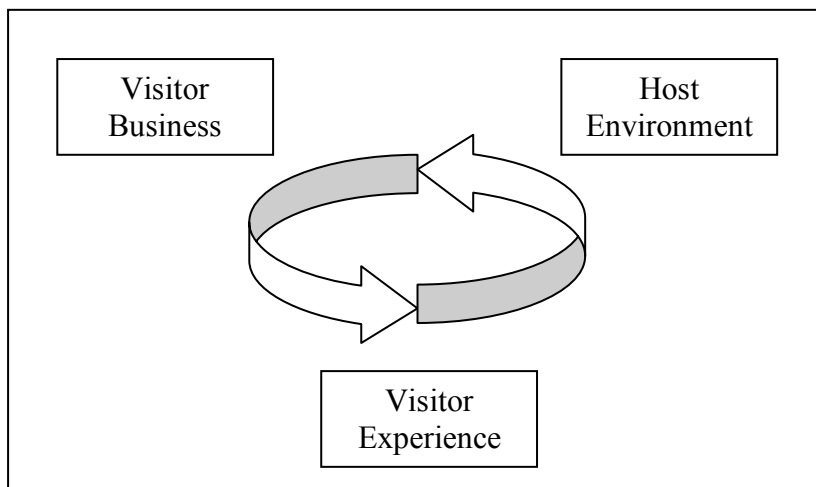 Visitor
Business
Host
Environment
Visitor
Experience